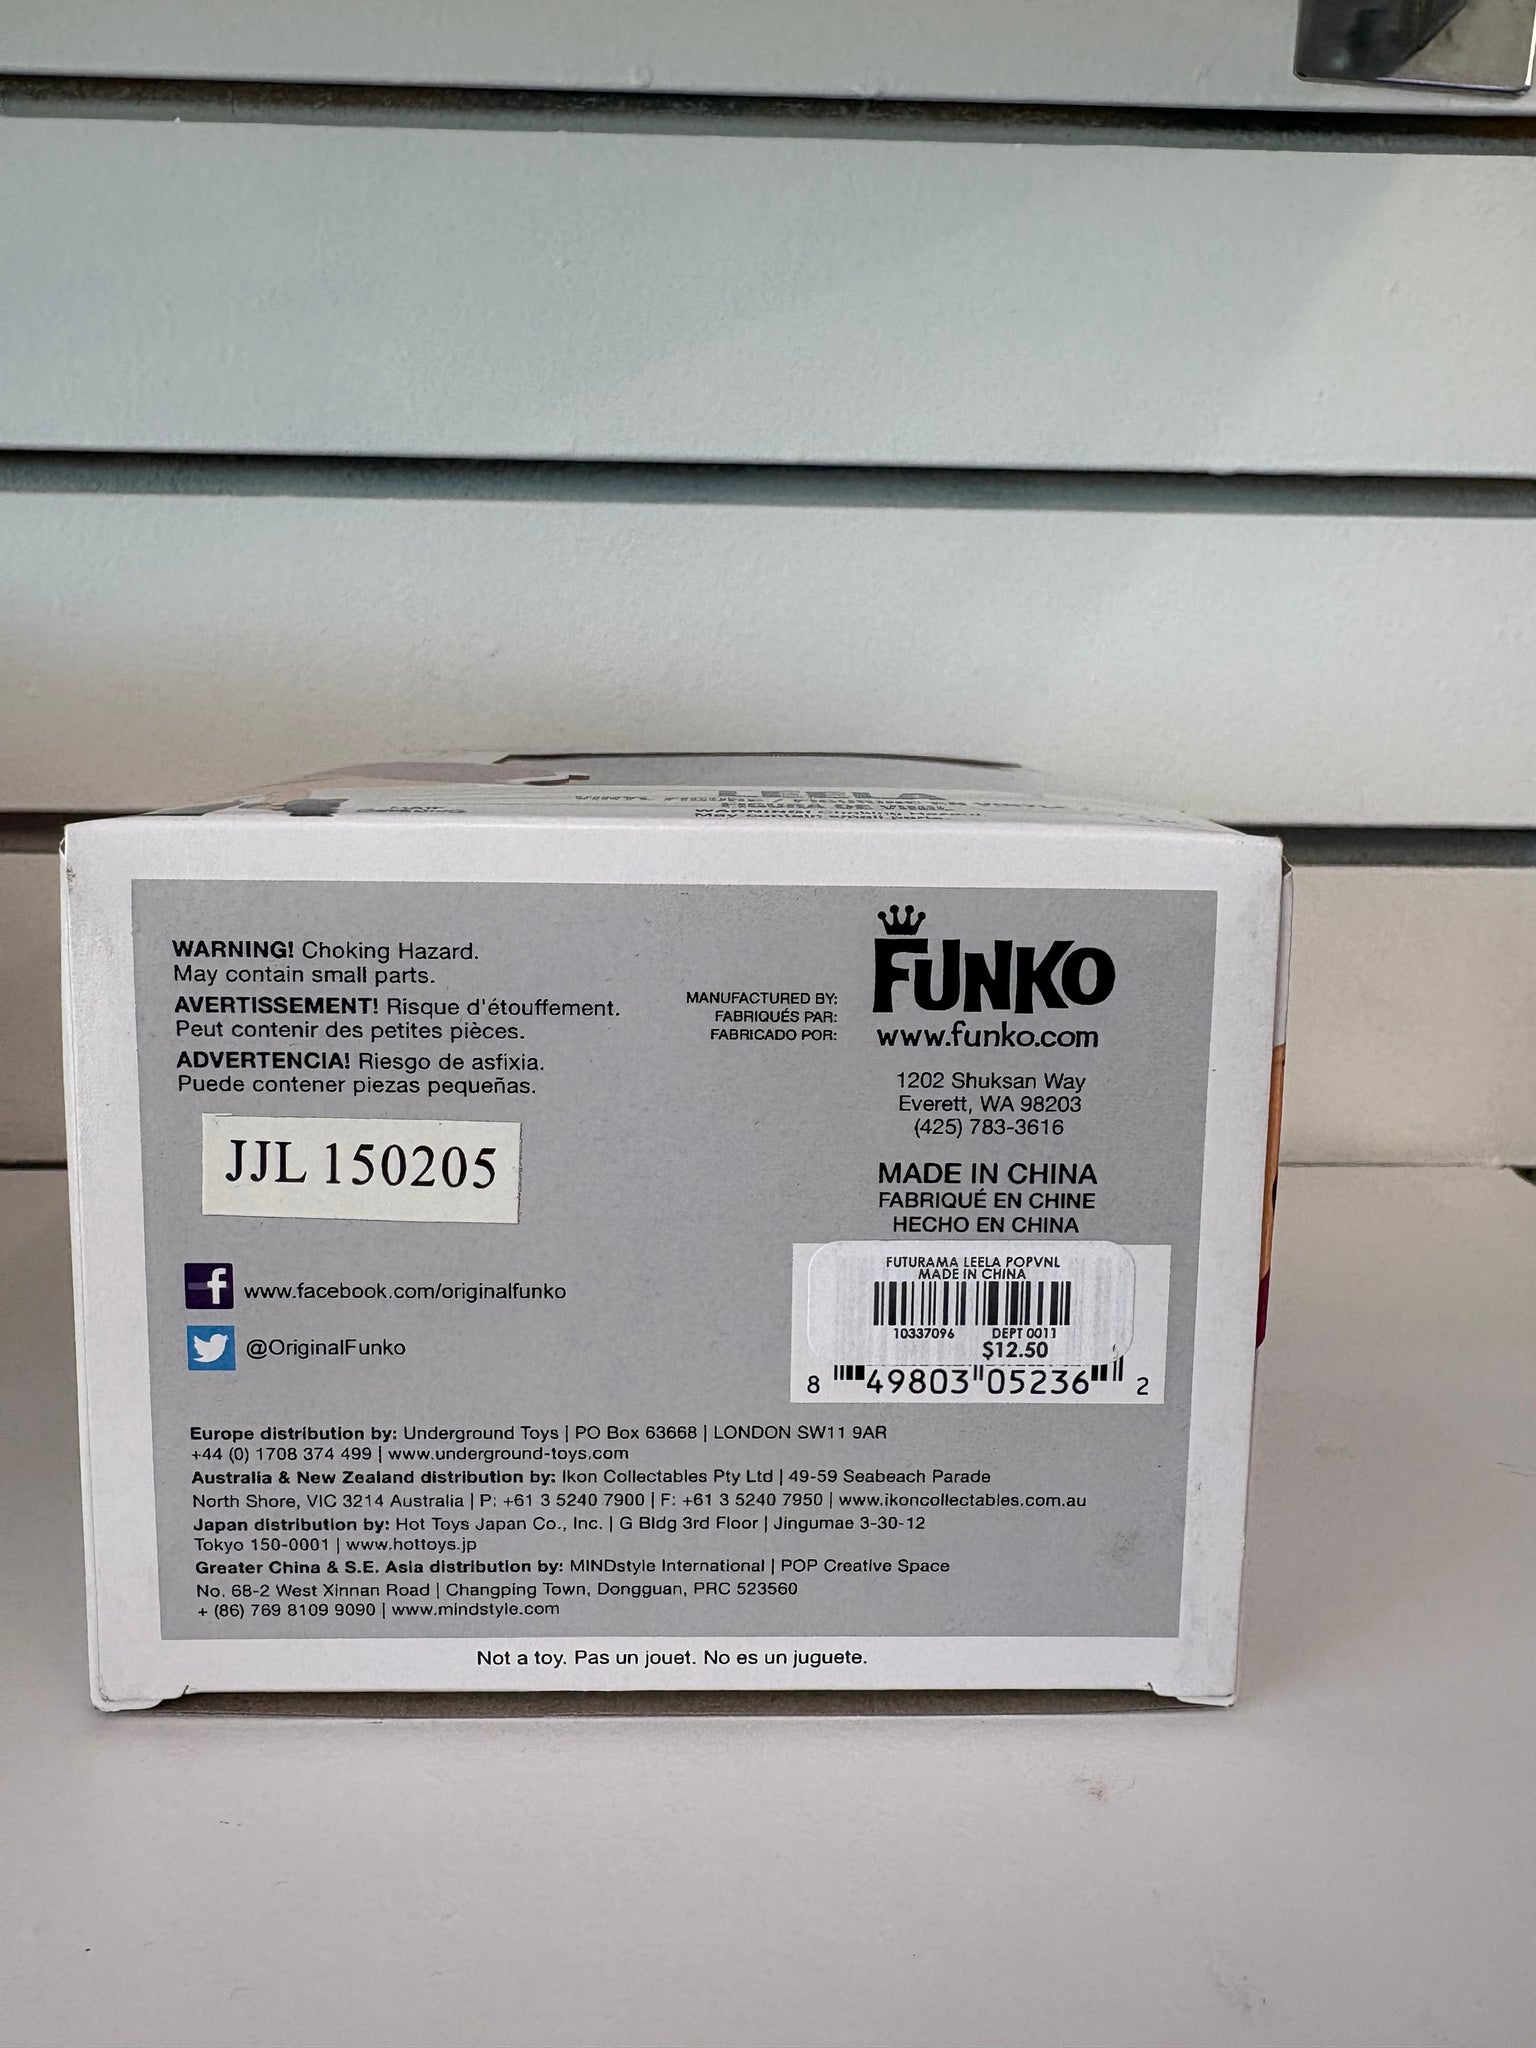 LEELA
WARNING! Choking Hazard.
May contain small parts.
AVERTISSEMENT! Risque d'étouffement.
Peut contenir des petites pièces.
ADVERTENCIA! Riesgo de asfixia.
Puede contener piezas pequeñas.
JJL 150205
www.facebook.com/originalfunko
@OriginalFunko
MANUFACTURED BY:
FABRIQUÉS PAR:
FABRICADO POR:
FUNKO
www.funko.com
1202 Shuksan Way
Everett, WA 98203
(425) 783-3616
MADE IN CHINA
FABRIQUÉ EN CHINE
HECHO EN CHINA
FUTURAMA LEELA POPVNL
MADE IN CHINA
10337096 DEPT 0011
$12.50
8 49803 05236 2
Europe distribution by: Underground Toys | PO Box 63668 | LONDON SW11 9AR
+44 (0) 1708 374 499 | www.underground-toys.com
Australia & New Zealand distribution by: Ikon Collectables Pty Ltd | 49-59 Seabeach Parade
North Shore, VIC 3214 Australia | P: +61 3 5240 7900 | F: +61 3 5240 7950 | www.ikoncollectables.com.au
Japan distribution by: Hot Toys Japan Co., Inc. | G Bldg 3rd Floor | Jingumae 3-30-12
Tokyo 150-0001 | www.hottoys.jp
Greater China & S.E. Asia distribution by: MINDstyle International | POP Creative Space
No. 68-2 West Xinnan Road | Changping Town, Dongguan, PRC 523560
+ (86) 769 8109 9090 | www.mindstyle.com
Not a toy. Pas un jouet. No es un juguete.